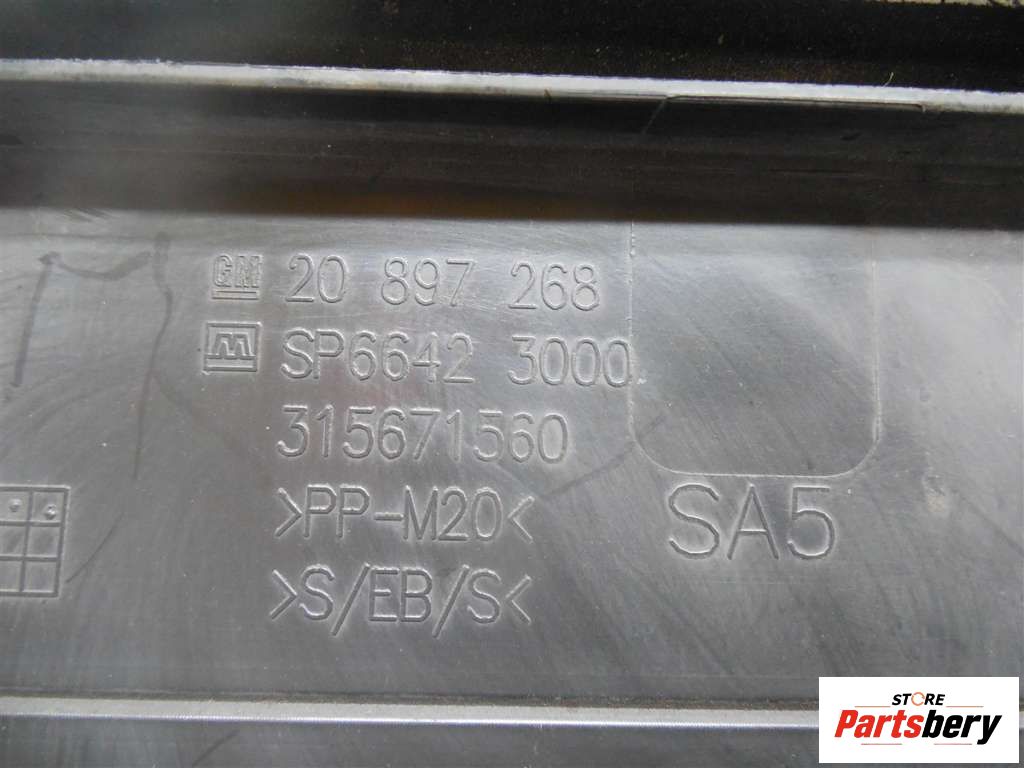 GM 20 897 268
M SP6642 3000
315671560
>PP-M20<
>S/EB/S<
SA5
STORE
Partsbery